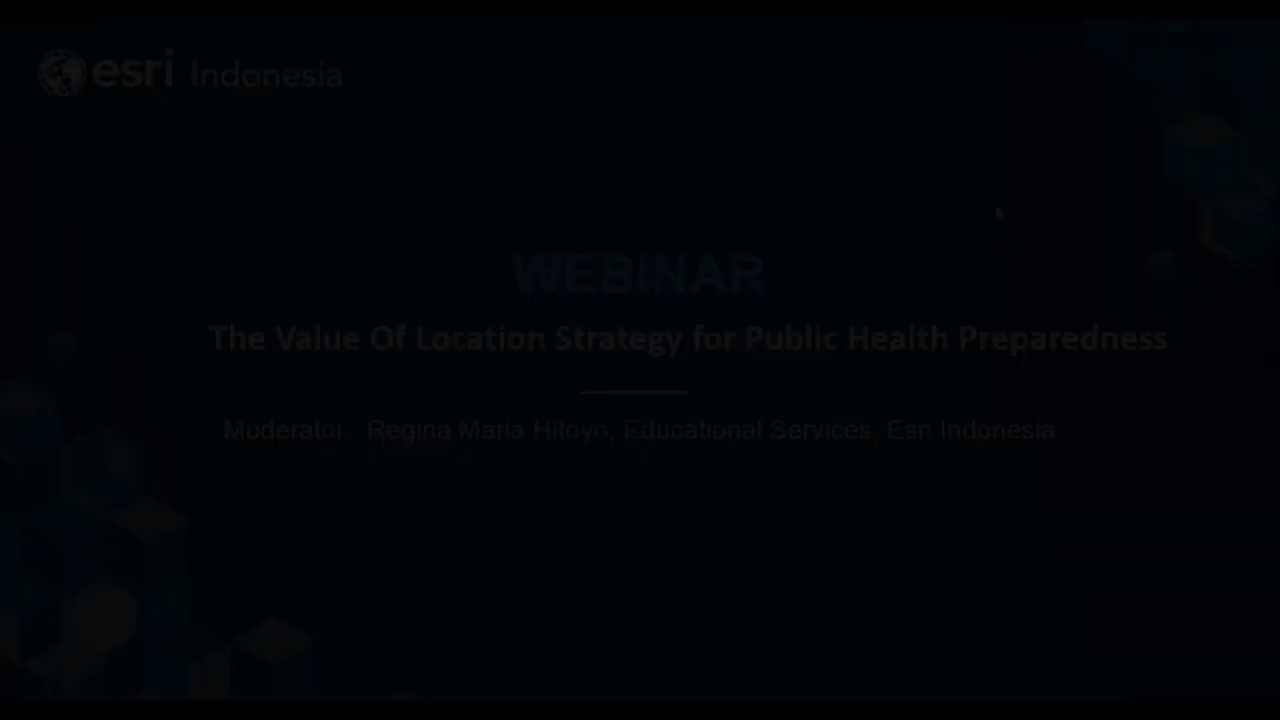 esri Indonesia
WEBINAR
The Value Of Location Strategy for Public Health Preparedness
Moderator : Regina Maria Hitoyo, Educational Services, Esri Indonesia